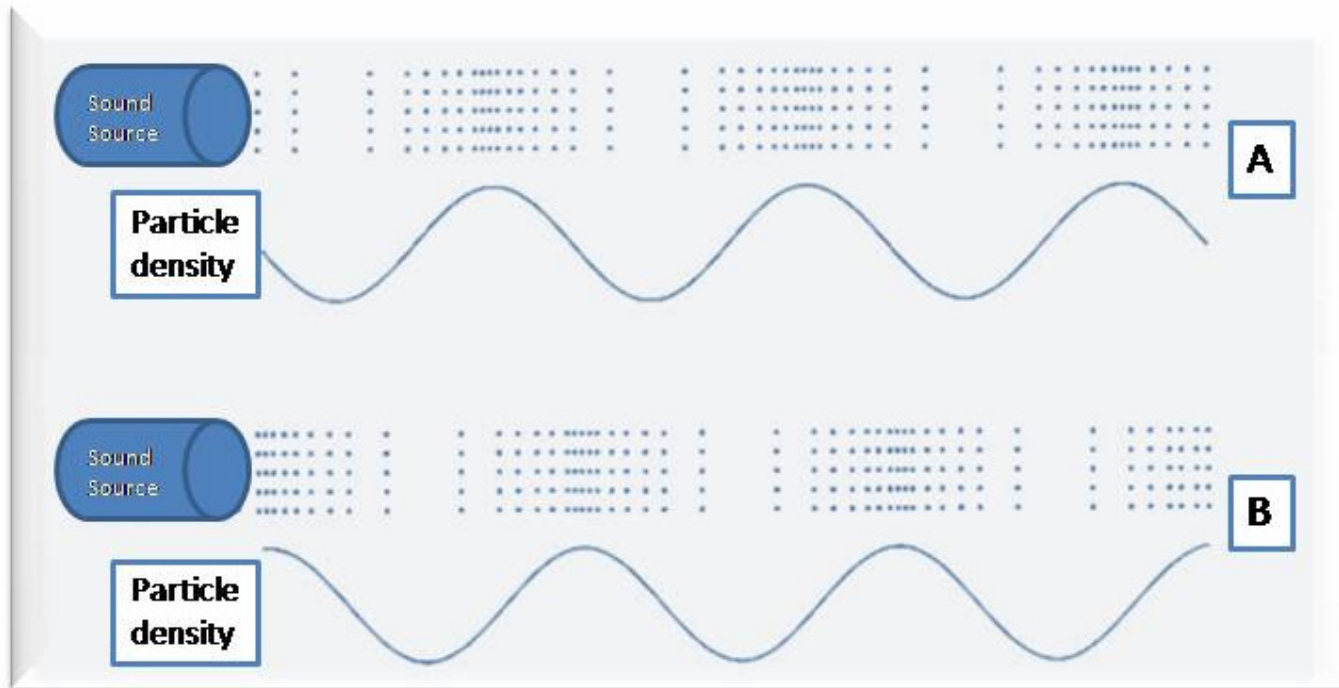 Sound
Source
A
Particle
density
Sound
Source
B
Particle
density